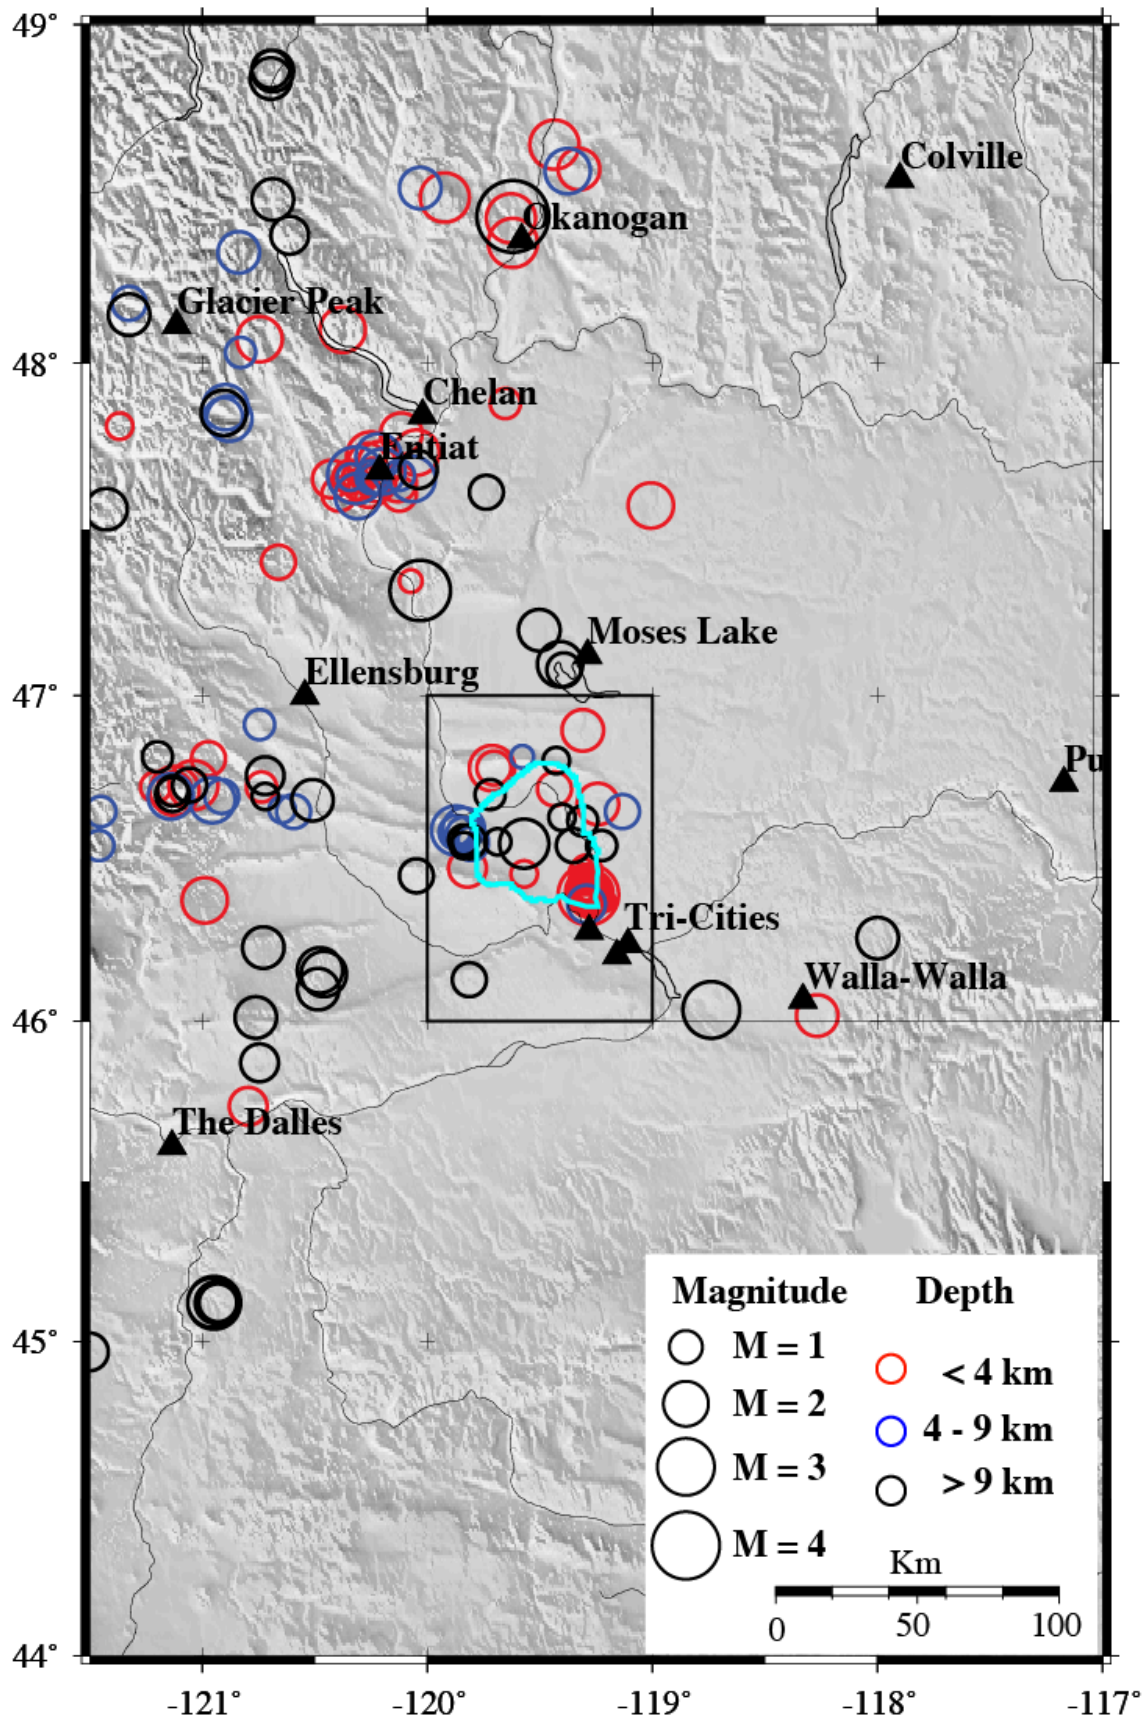 49°
Colville
Okanogan
Glacier Peak
48°
Chelan
Entiat
Moses Lake
Ellensburg
47°
Pu
Tri-Cities
Walla-Walla
46°
The Dalles
Magnitude Depth
M = 1
< 4 km
M = 2
4 - 9 km
M = 3
> 9 km
M = 4
Km
0 50 100
45°
44°
-121° -120° -119° -118° -117°